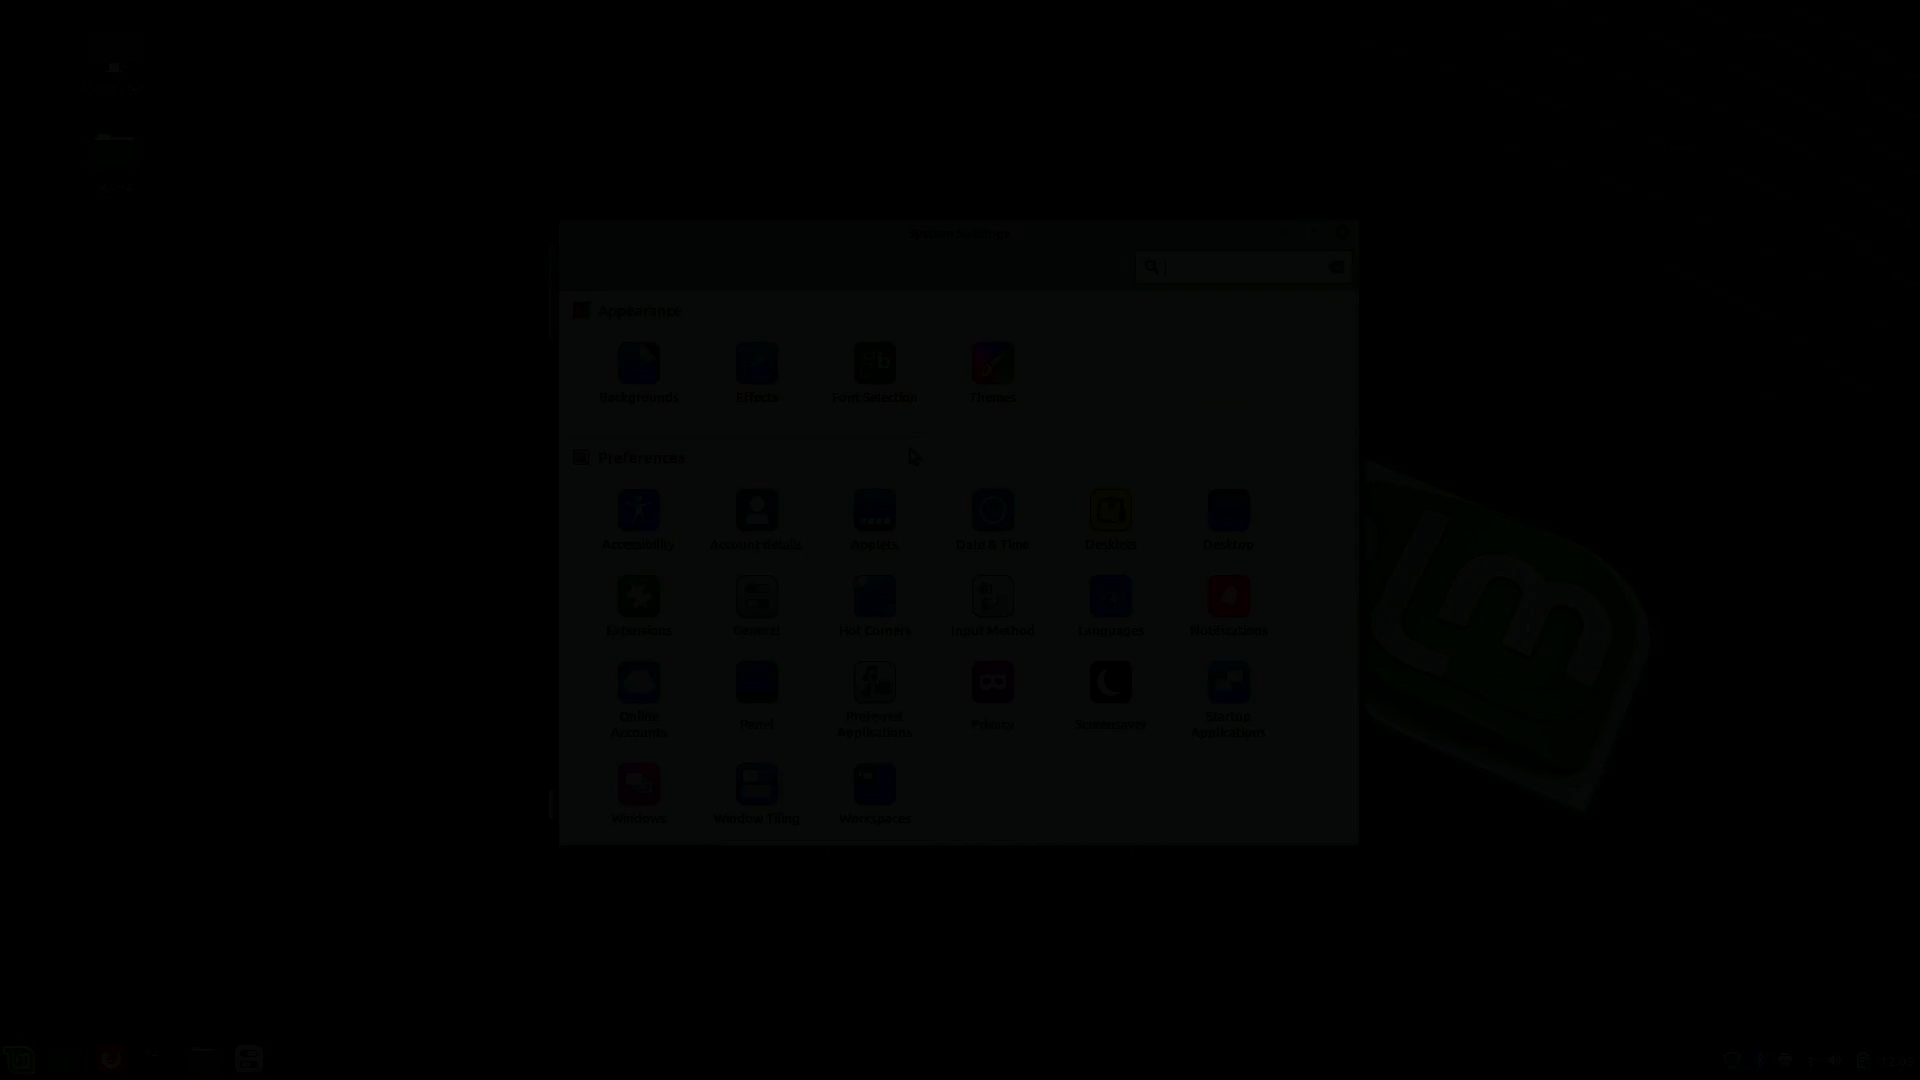 System Settings
Appearance
Backgrounds
Effects
Font Selection
Themes
Preferences
Accessibility
Account details
Applets
Date & Time
Desklets
Desktop
Extensions
General
Hot Corners
Input Method
Languages
Notifications
Online
Accounts
Panel
Preferred
Applications
Privacy
Screensaver
Startup
Applications
Windows
Window Tiling
Workspaces